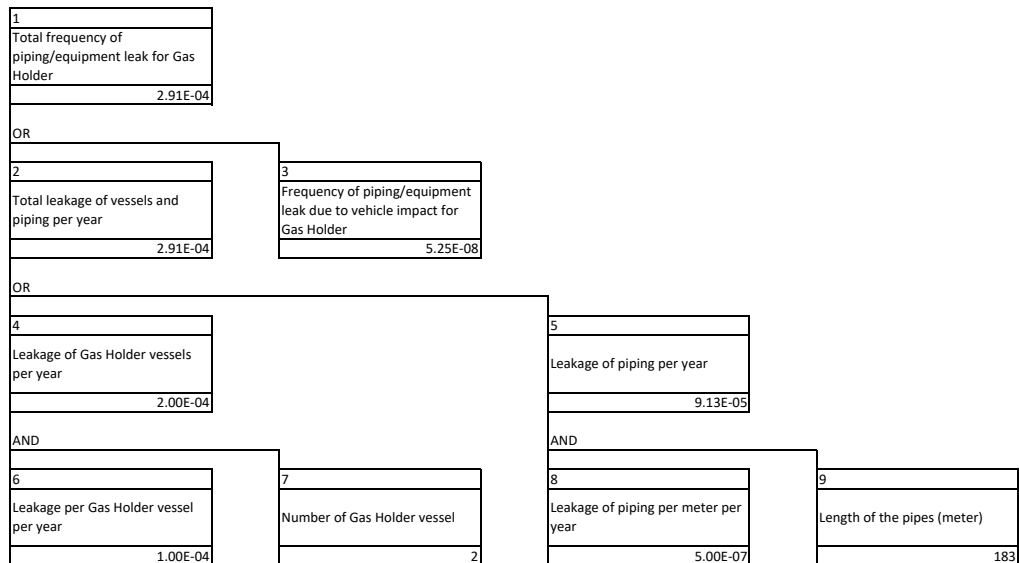 1
Total frequency of
piping/equipment leak for Gas
Holder
2.91E-04
OR
2
Total leakage of vessels and
piping per year
2.91E-04
3
Frequency of piping/equipment
leak due to vehicle impact for
Gas Holder
5.25E-08
OR
4
Leakage of Gas Holder vessels
per year
2.00E-04
5
Leakage of piping per year
9.13E-05
AND
AND
6
Leakage per Gas Holder vessel
per year
1.00E-04
7
Number of Gas Holder vessel
2
8
Leakage of piping per meter per
year
5.00E-07
9
Length of the pipes (meter)
183